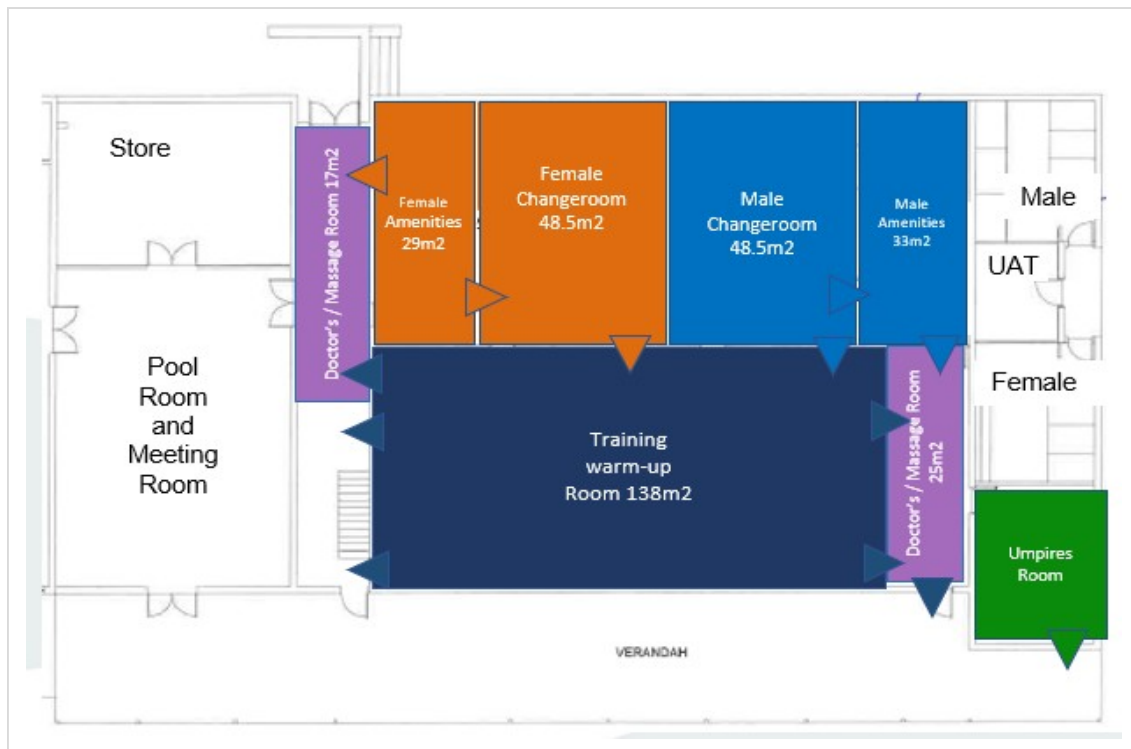 Store
Doctor's / Massage Room 17m2
Female
Amenities
29m2
Female
Changeroom
48.5m2
Male
Changeroom
48.5m2
Male
Amenities
33m2
Male
UAT
Female
Pool
Room
and
Meeting
Room
Training
warm-up
Room 138m2
Doctor's / Massage Room
25m2
Umpires
Room
VERANDAH